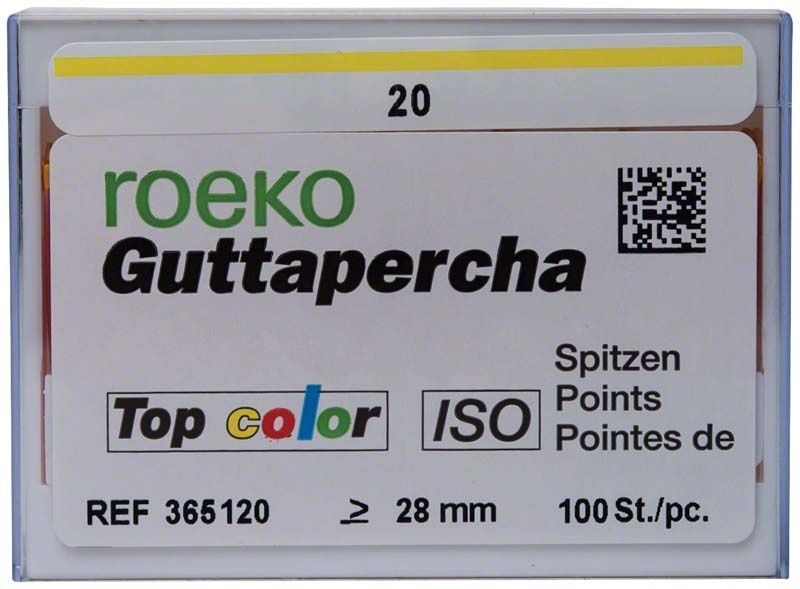 20
roeko
Guttapercha
Top color ISO
Spitzen
Points
Pointes de
REF 365120 ≥ 28 mm 100 St./pc.